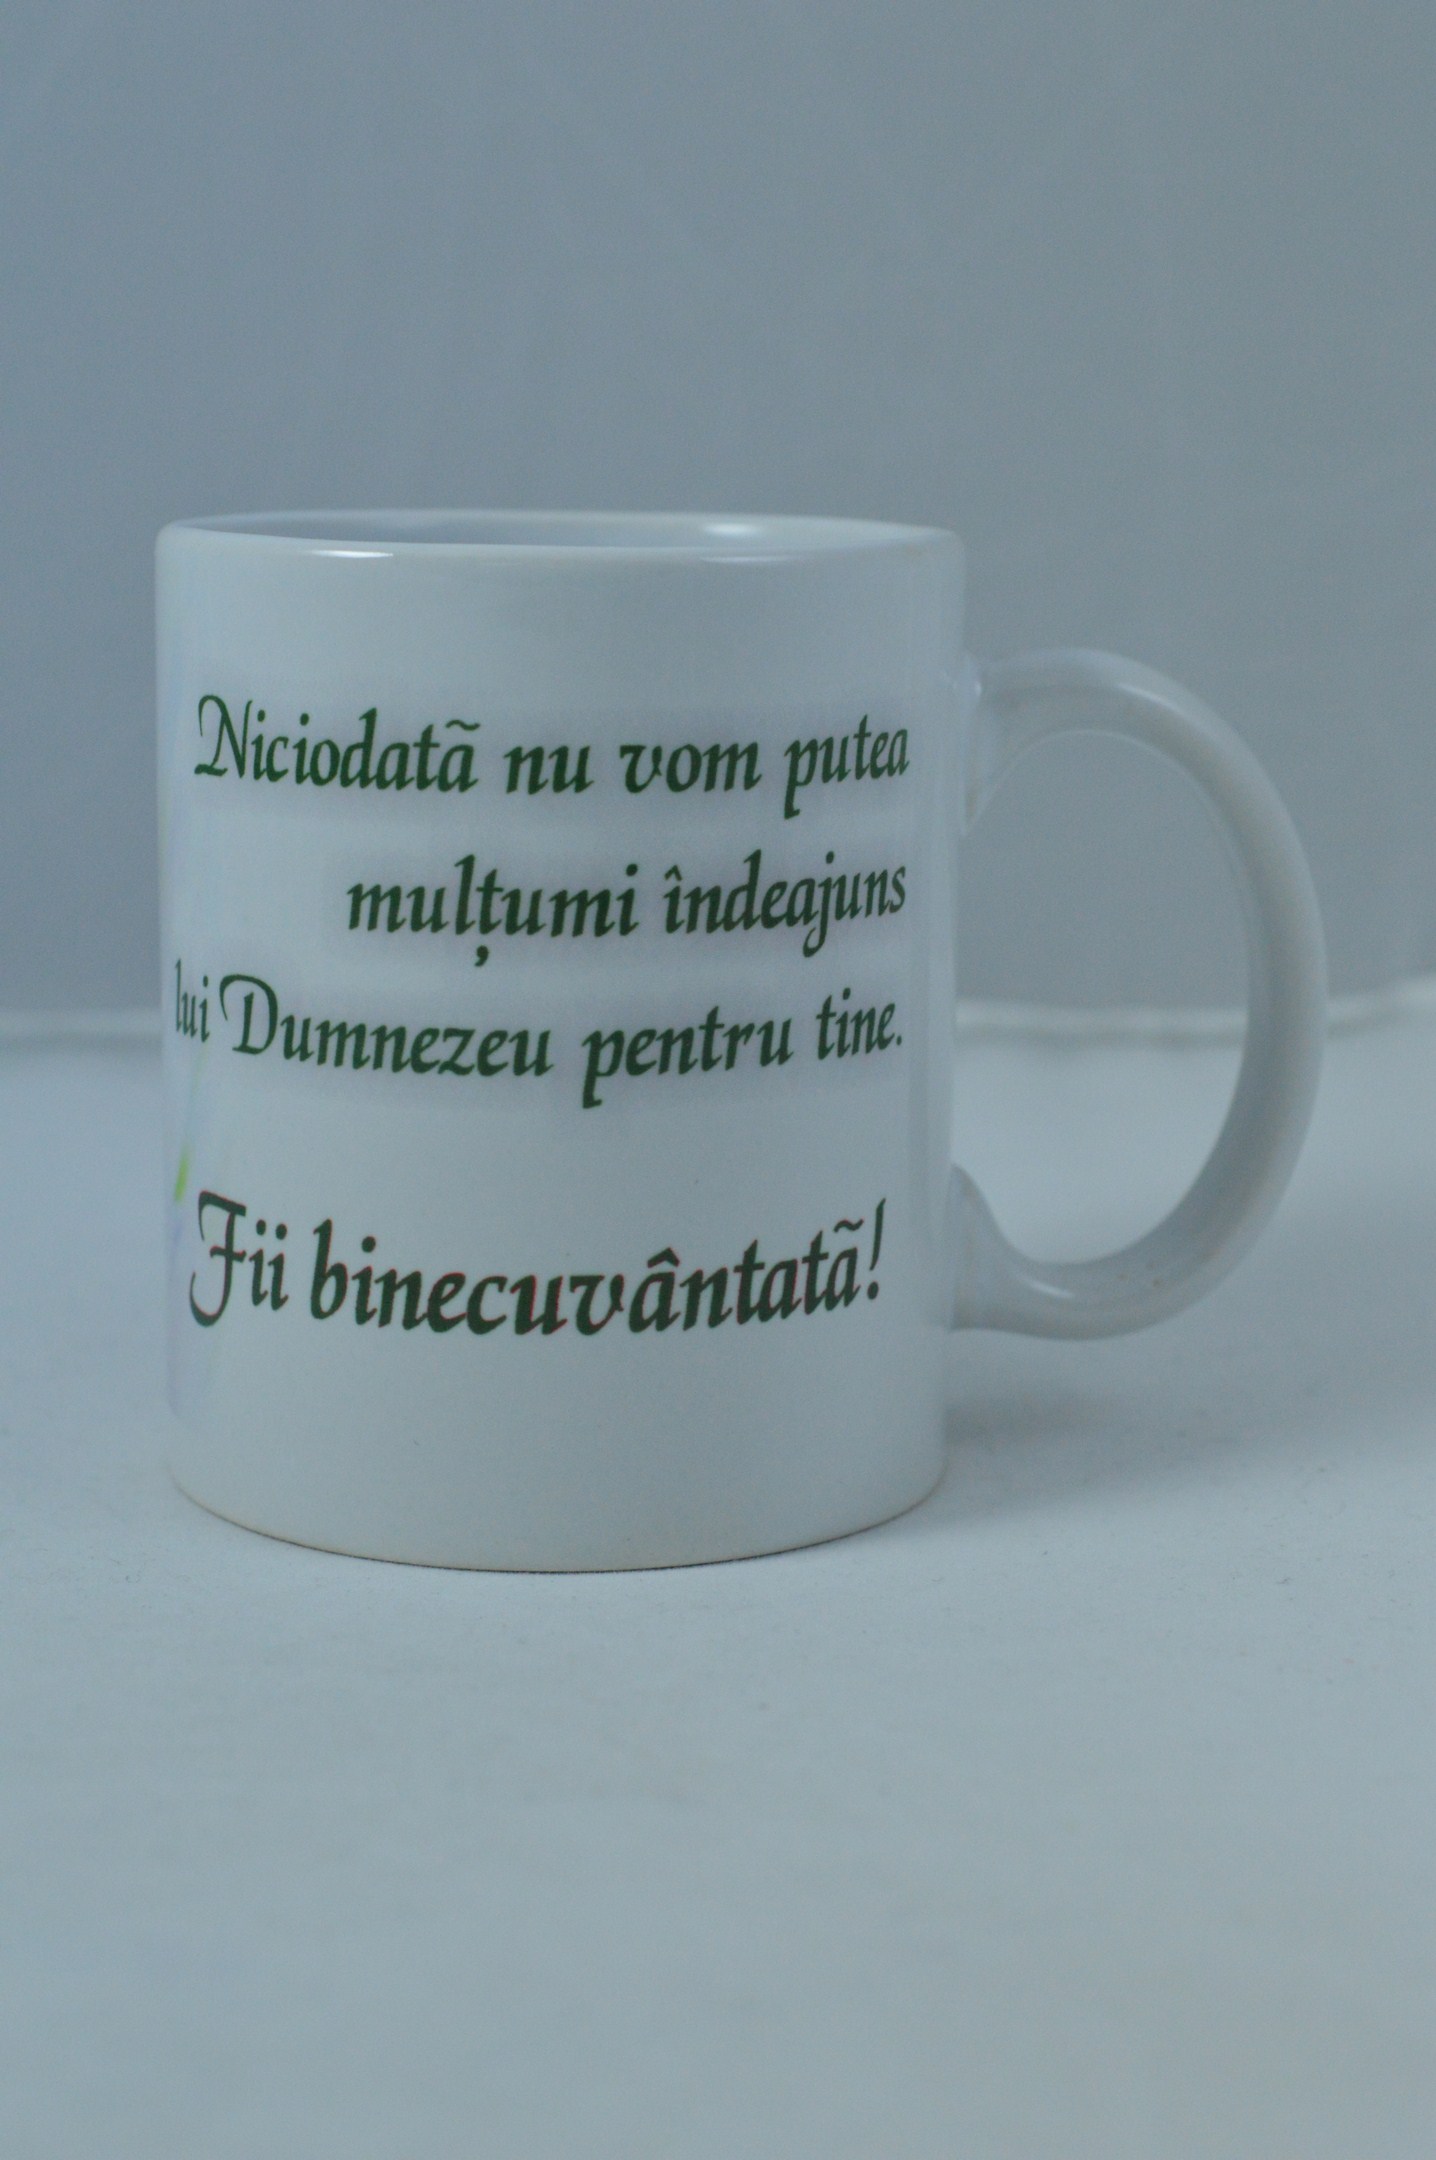 Niciodatã nu vom putea
mulțumi îndeajuns
lui Dumnezeu pentru tine.
Fii binecuvântatã!